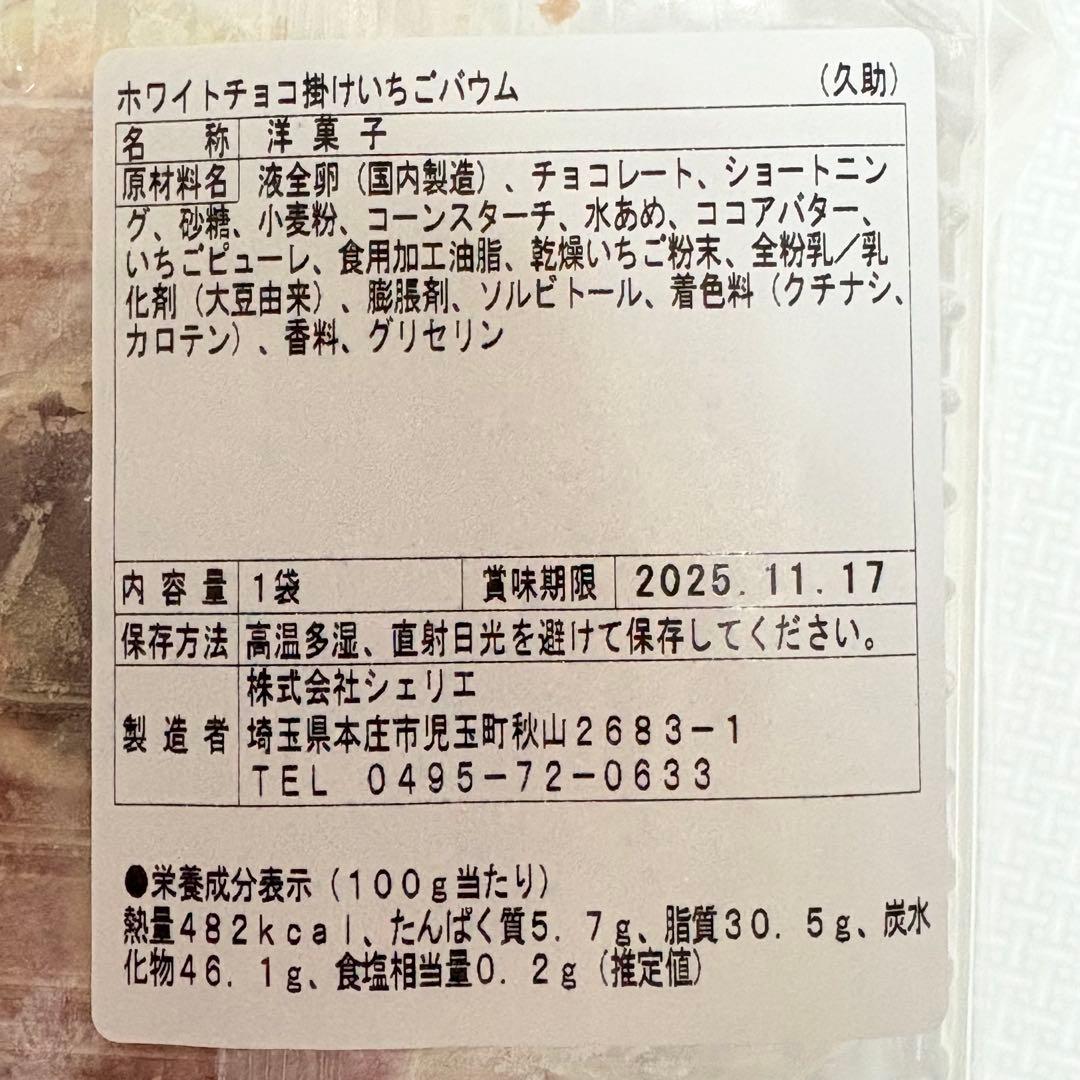 ホワイトチョコ掛けいちごバウム (久助)
名称 洋菓子
原材料名 液全卵（国内製造）、チョコレート、ショートニン
グ、砂糖、小麦粉、コーンスターチ、水あめ、ココアバター、
いちごピューレ、食用加工油脂、乾燥いちご粉末、全粉乳／乳
化剤（大豆由来）、膨脹剤、ソルビトール、着色料（クチナシ、
カロテン）、香料、グリセリン
内容量 1袋 賞味期限 2025.11.17
保存方法 高温多湿、直射日光を避けて保存してください。
株式会社シェリエ
製造者 埼玉県本庄市児玉町秋山2683-1
TEL 0495-72-0633
●栄養成分表示（100g当たり）
熱量482kcal、たんぱく質5.7g、脂質30.5g、炭水
化物46.1g、食塩相当量0.2g（推定値）